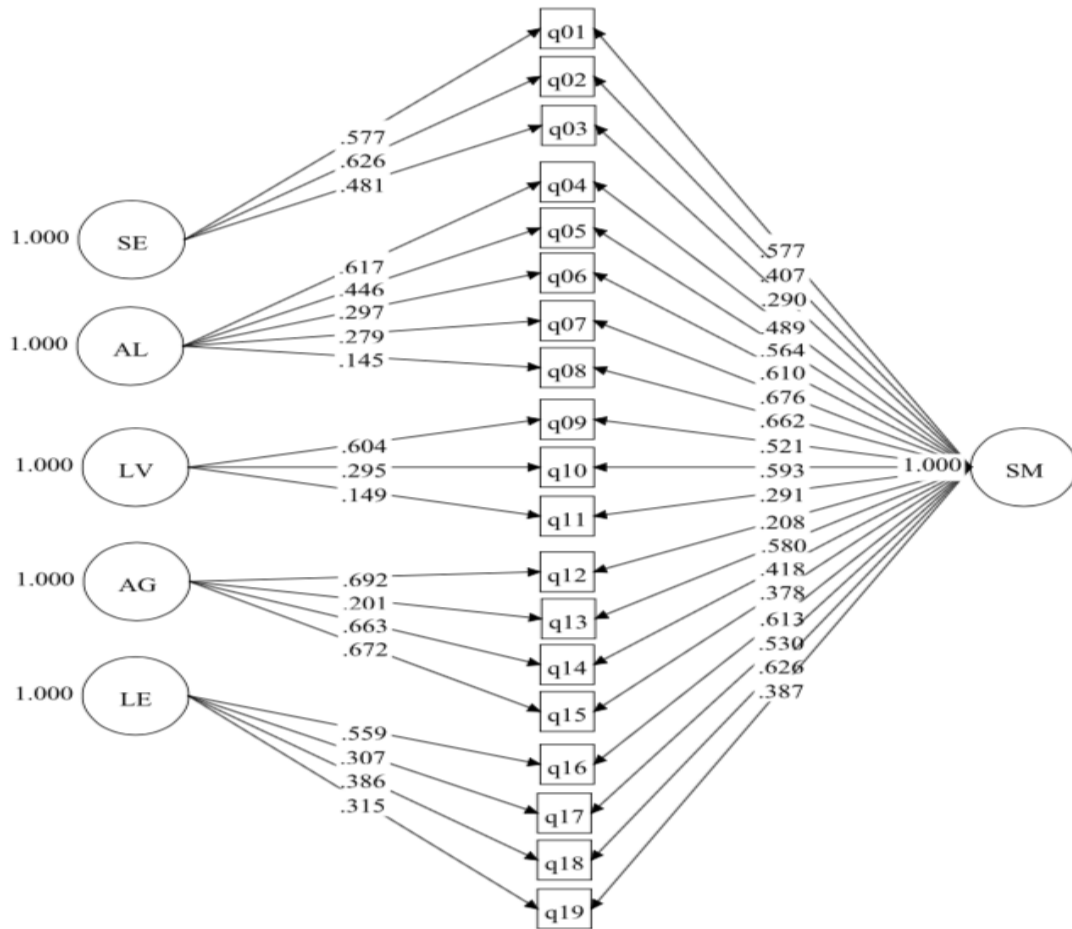 q01
q02
q03
q04
q05
q06
q07
q08
q09
q10
q11
q12
q13
q14
q15
q16
q17
q18
q19
1.000 SE
.577
.626
.481
1.000 AL
.617
.446
.297
.279
.145
1.000 LV
.604
.295
.149
1.000 AG
.692
.201
.663
.672
1.000 LE
.559
.307
.386
.315
.577
.407
.290
.489
.564
.610
.676
.662
.521
.593
.291
.208
.580
.418
.378
.613
.530
.626
.387
1.000 SM